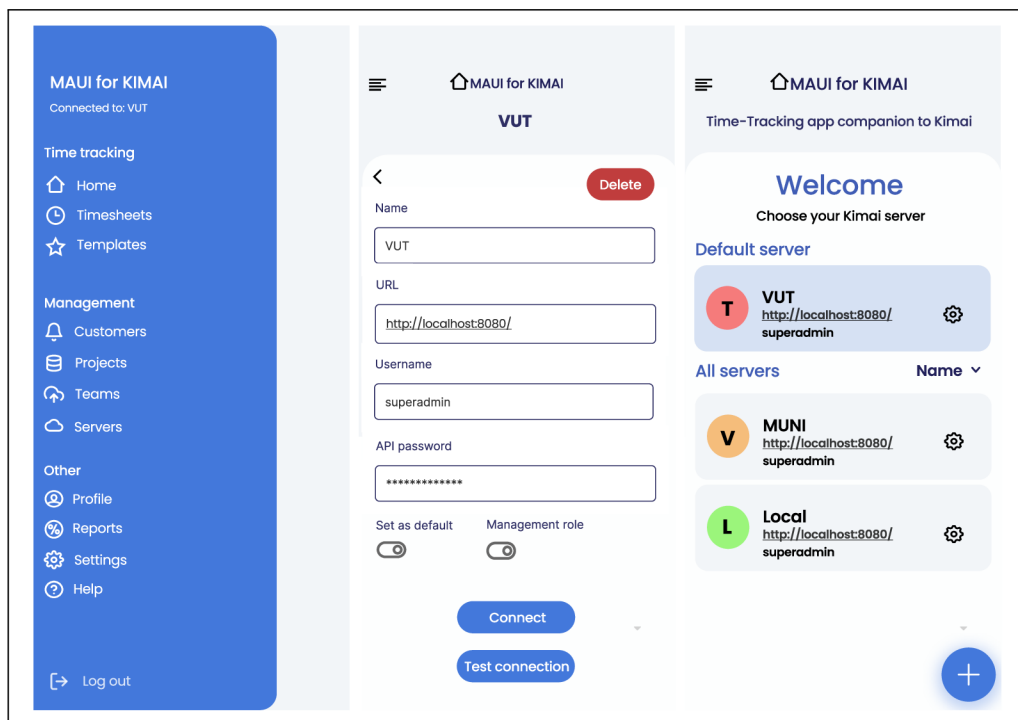 MAUI for KIMAI
Connected to: VUT
Time tracking
Home
Timesheets
Templates
Management
Customers
Projects
Teams
Servers
Other
Profile
Reports
Settings
Help
Log out
MAUI for KIMAI
VUT
Delete
Name
VUT
URL
http://localhost:8080/
Username
superadmin
API password
*************
Set as default Management role
Connect
Test connection
MAUI for KIMAI
Time-Tracking app companion to Kimai
Welcome
Choose your Kimai server
Default server
T
VUT
http://localhost:8080/
superadmin
All servers Name
V
MUNI
http://localhost:8080/
superadmin
L
Local
http://localhost:8080/
superadmin